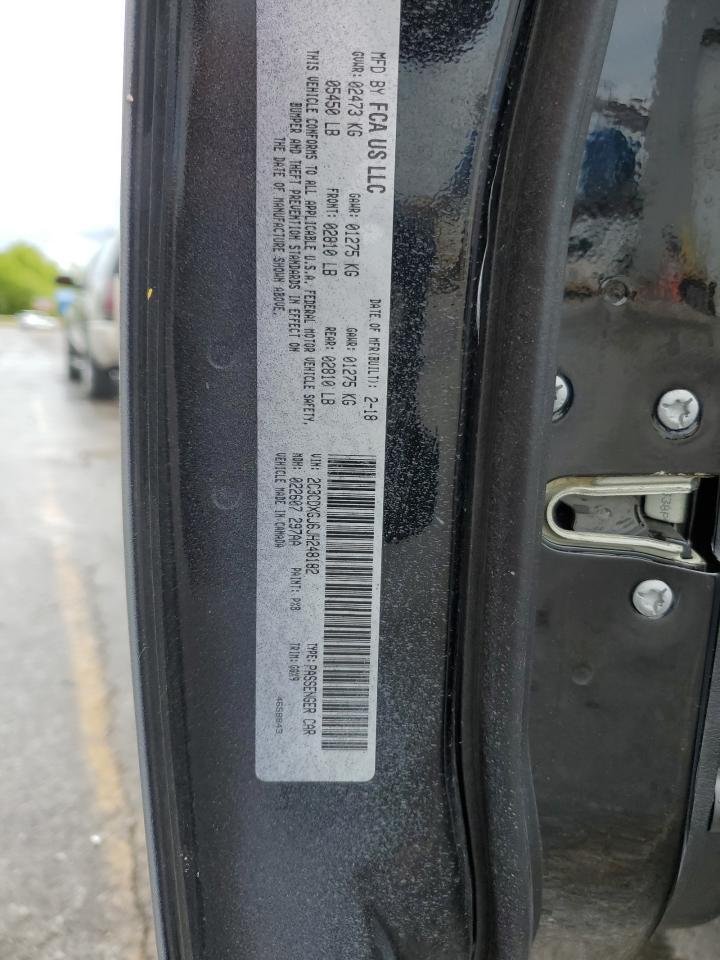 MFD BY FCA US LLC
DATE OF MFR(BUILT): 2-18
GVWR: 02473 KG
GAWR: 01275 KG
GAWR: 01275 KG
05450 LB
FRONT: 02810 LB
REAR: 02810 LB
THIS VEHICLE CONFORMS TO ALL APPLICABLE U.S.A. FEDERAL MOTOR VEHICLE SAFETY,
BUMPER AND THEFT PREVENTION STANDARDS IN EFFECT ON
THE DATE OF MANUFACTURE SHOWN ABOVE.
VIN: 2C3CDXGJ6JH248182
TYPE: PASSENGER CAR
MDH: 022607 297AA
PAINT: PX8
TRIM: GQX9
VEHICLE MADE IN CANADA
4658843